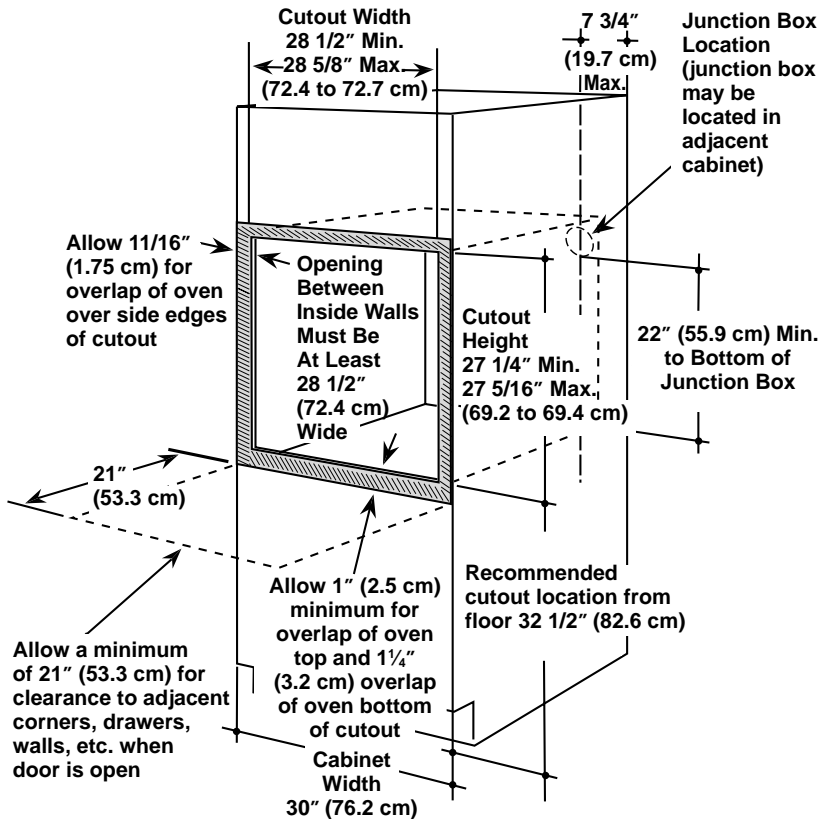 Cutout Width
28 1/2″ Min.
28 5/8″ Max.
(72.4 to 72.7 cm)
7 3/4″
(19.7 cm)
Max.
Junction Box
Location
(junction box
may be
located in
adjacent
cabinet)
Allow 11/16″
(1.75 cm) for
overlap of oven
over side edges
of cutout
Opening
Between
Inside Walls
Must Be
At Least
28 1/2″
(72.4 cm)
Wide
Cutout
Height
27 1/4″ Min.
27 5/16″ Max.
(69.2 to 69.4 cm)
22″ (55.9 cm) Min.
to Bottom of
Junction Box
21″
(53.3 cm)
Allow a minimum
of 21″ (53.3 cm) for
clearance to adjacent
corners, drawers,
walls, etc. when
door is open
Allow 1″ (2.5 cm)
minimum for
overlap of oven
top and 1¼″
(3.2 cm) overlap
of oven bottom
of cutout
Recommended
cutout location from
floor 32 1/2″ (82.6 cm)
Cabinet
Width
30″ (76.2 cm)